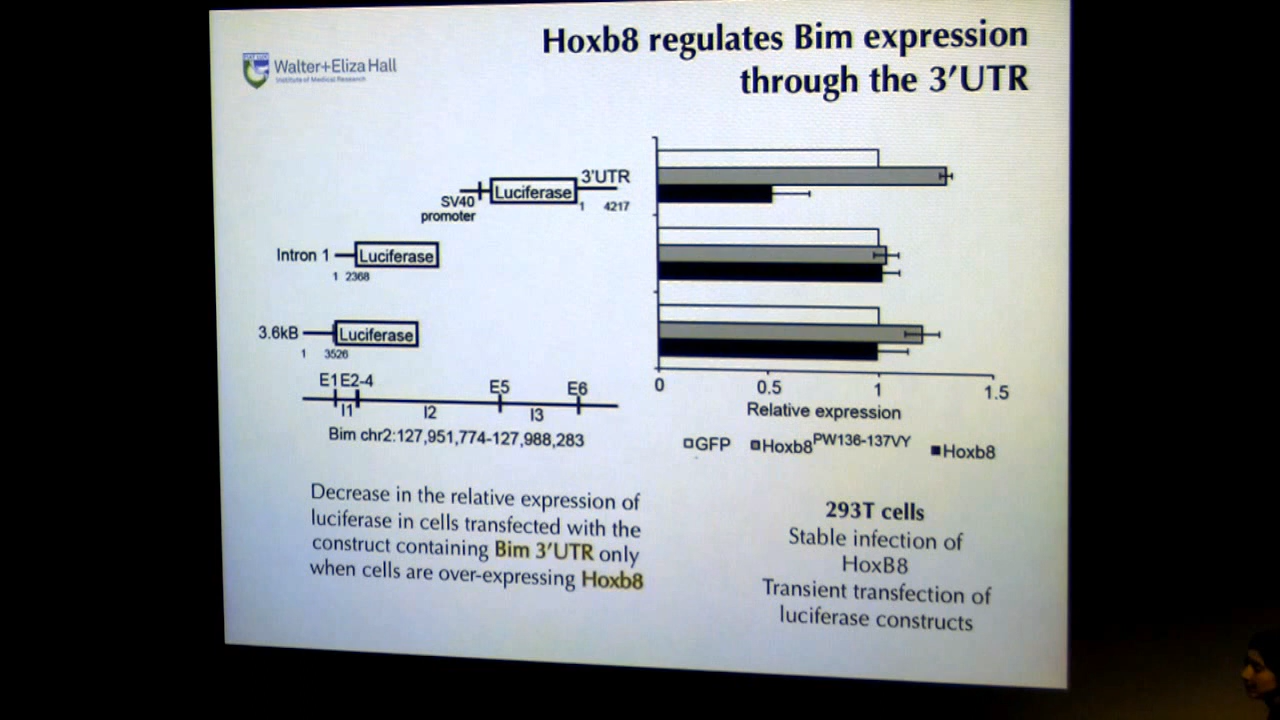 Hoxb8 regulates Bim expression
through the 3'UTR
Walter+Eliza Hall
Institute of Medical Research
3'UTR
Luciferase
SV40
promoter
1 4217
Intron 1
Luciferase
1 2368
3.6kB
Luciferase
1 3526
E1E2-4 E5 E6
I1 I2 I3
Bim chr2:127,951,774-127,988,283
0 0.5 1 1.5
Relative expression
GFP Hoxb8PW136-137VY Hoxb8
Decrease in the relative expression of
luciferase in cells transfected with the
construct containing Bim 3'UTR only
when cells are over-expressing Hoxb8
293T cells
Stable infection of
HoxB8
Transient transfection of
luciferase constructs